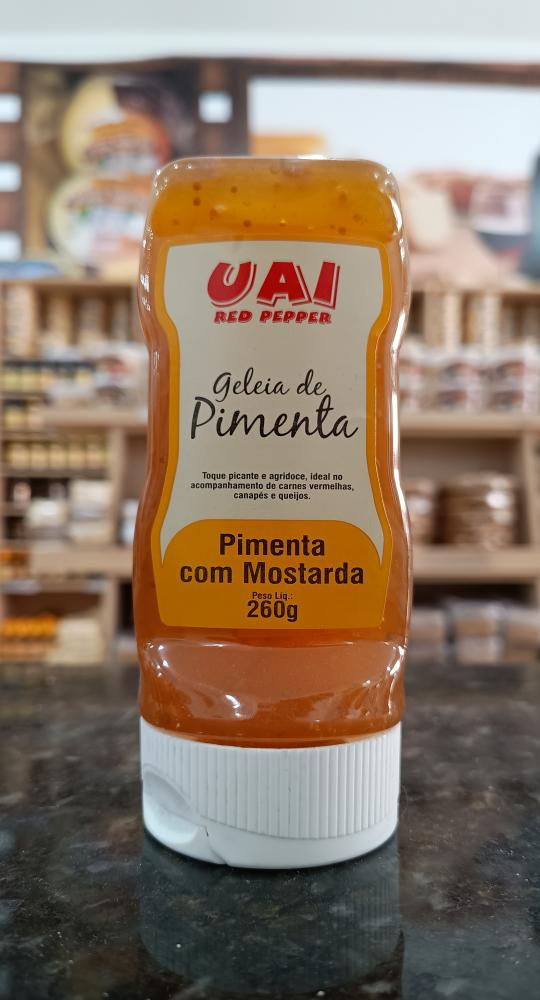 UAI
RED PEPPER
Geleia de
Pimenta
Toque picante e agridoce, ideal no
acompanhamento de carnes vermelhas,
canapés e queijos.
Pimenta
com Mostarda
Peso Líq.:
260g